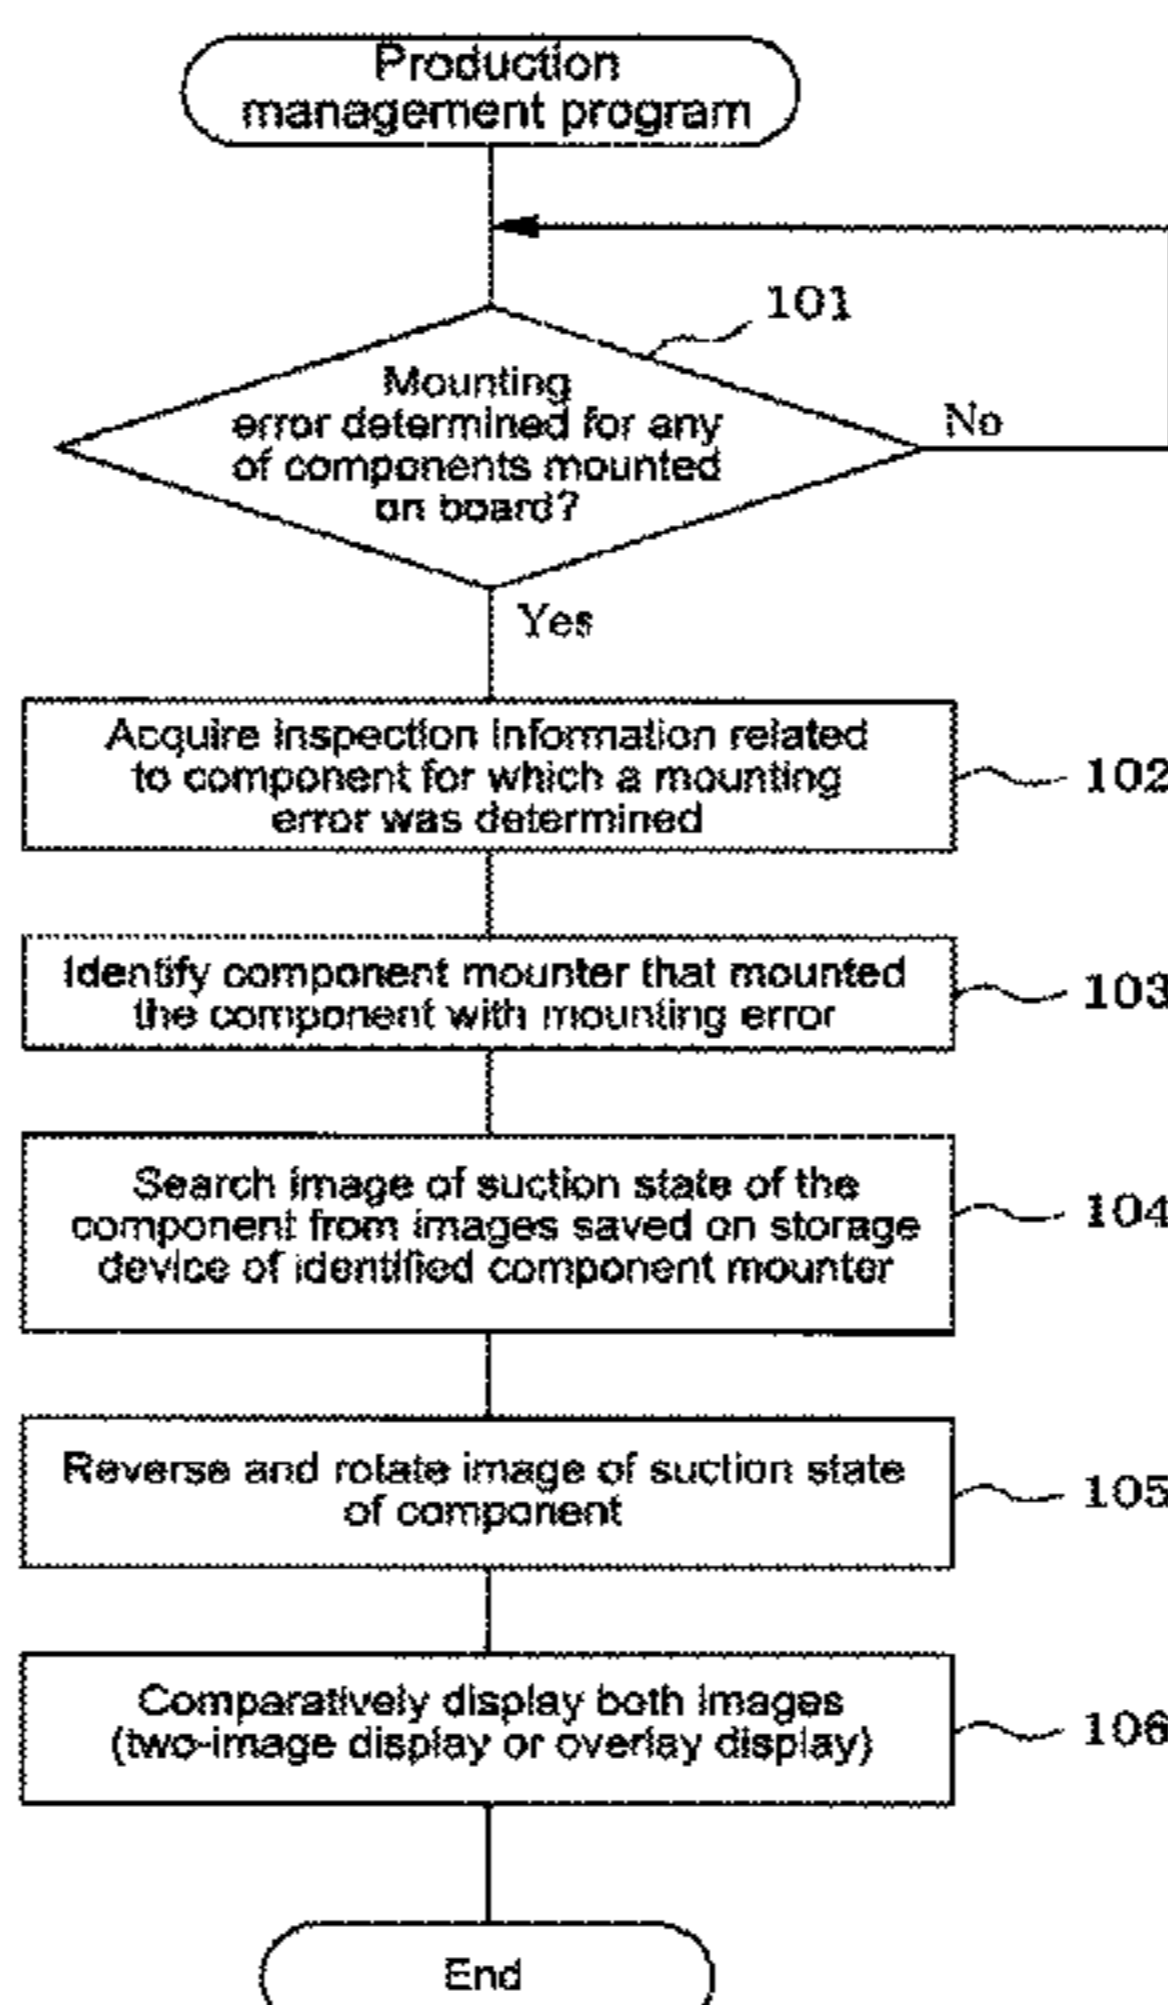 Production
management program
101
Mounting
error determined for any
of components mounted
on board?
No
Yes
Acquire inspection information related
to component for which a mounting
error was determined
102
Identify component mounter that mounted
the component with mounting error
103
Search image of suction state of the
component from images saved on storage
device of identified component mounter
104
Reverse and rotate image of suction state
of component
105
Comparatively display both images
(two-image display or overlay display)
106
End